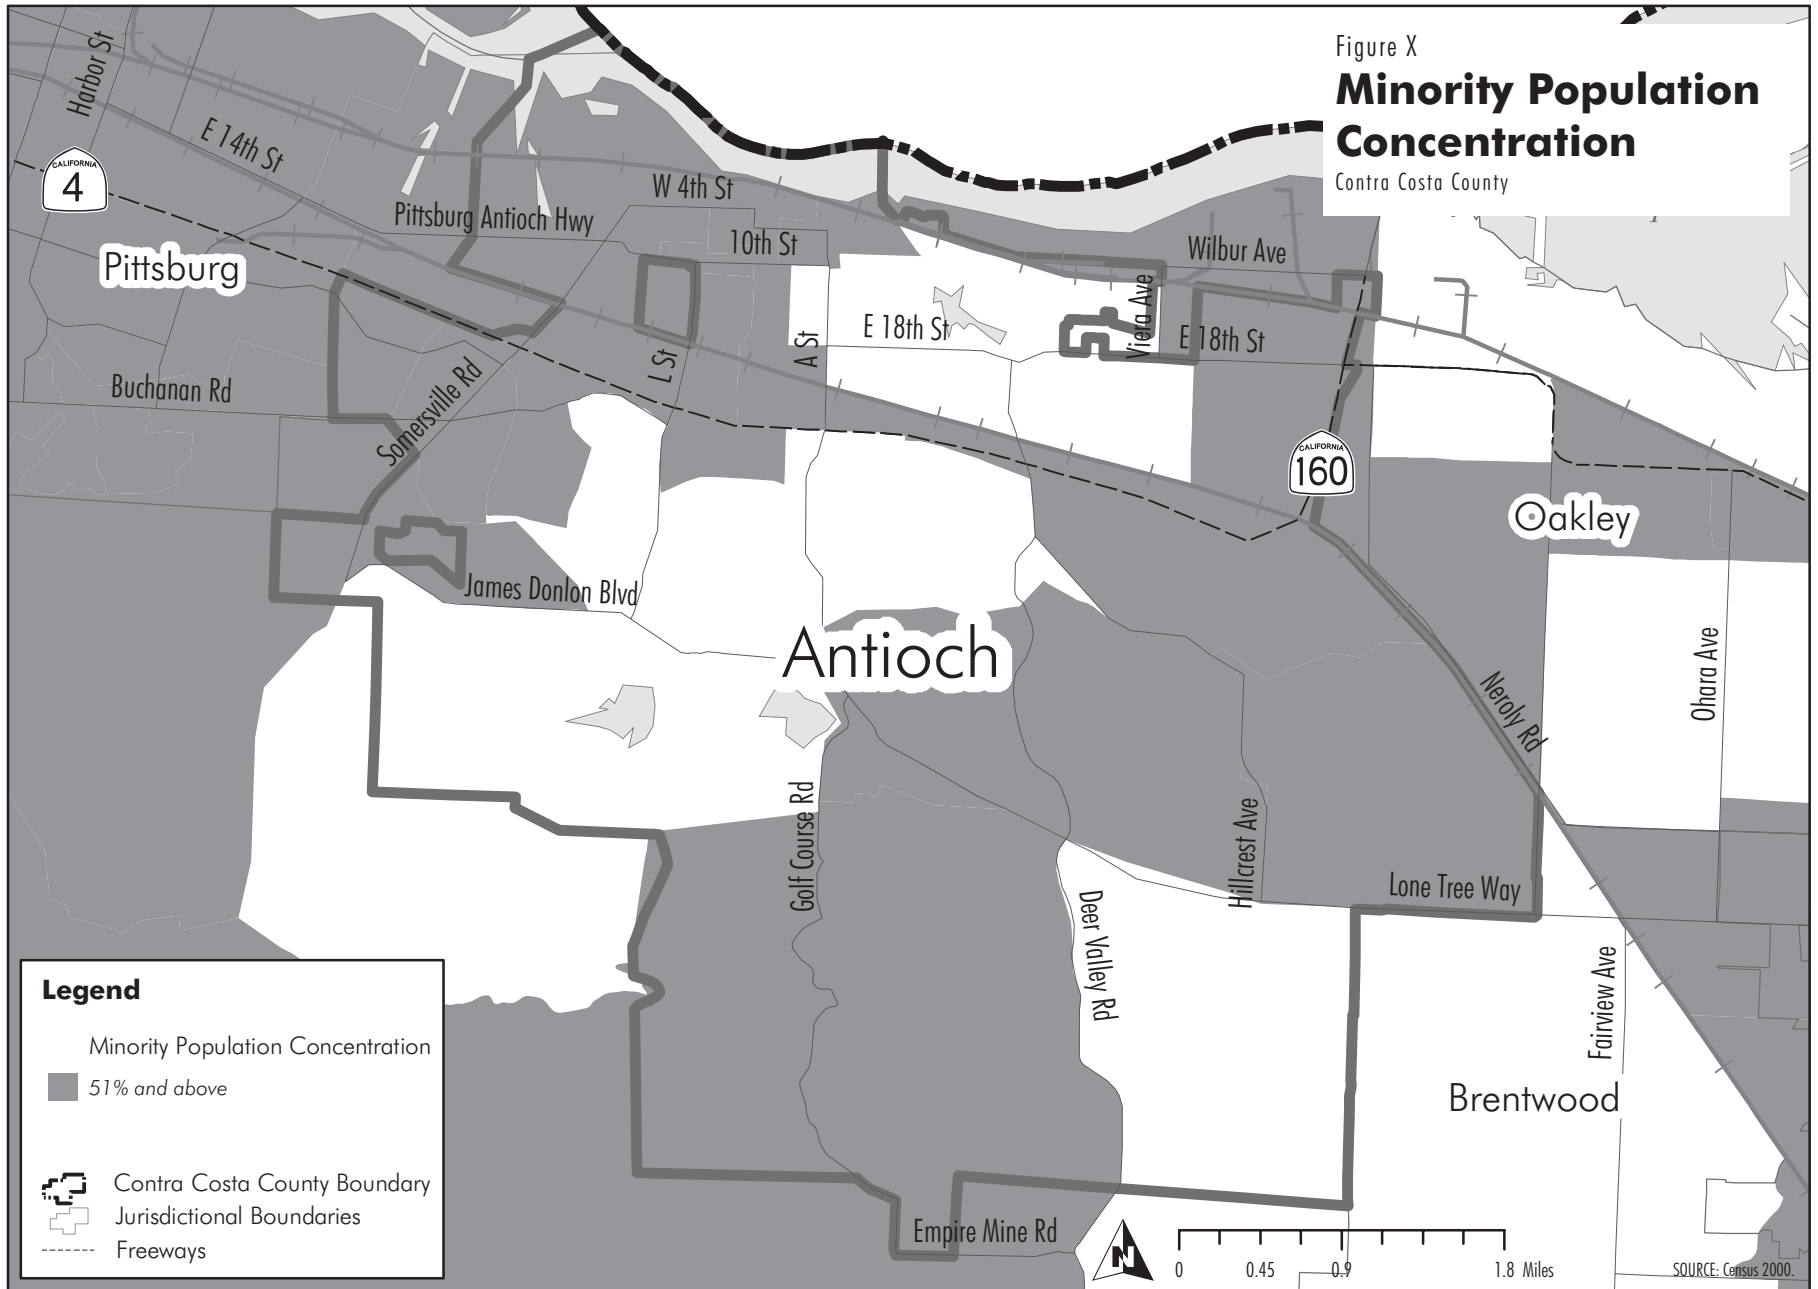 Figure X
Minority Population
Concentration
Contra Costa County
Harbor St
E 14th St
CALIFORNIA
4
W 4th St
Pittsburg Antioch Hwy
10th St
Wilbur Ave
Pittsburg
Viera Ave
E 18th St
E 18th St
A St
L St
Buchanan Rd
Somersville Rd
CALIFORNIA
160
Oakley
James Donlon Blvd
Antioch
Ohara Ave
Neroly Rd
Golf Course Rd
Hillcrest Ave
Lone Tree Way
Deer Valley Rd
Fairview Ave
Brentwood
Empire Mine Rd
Legend
Minority Population Concentration
51% and above
Contra Costa County Boundary
Jurisdictional Boundaries
Freeways
N
0 0.45 0.9 1.8 Miles
SOURCE: Census 2000.